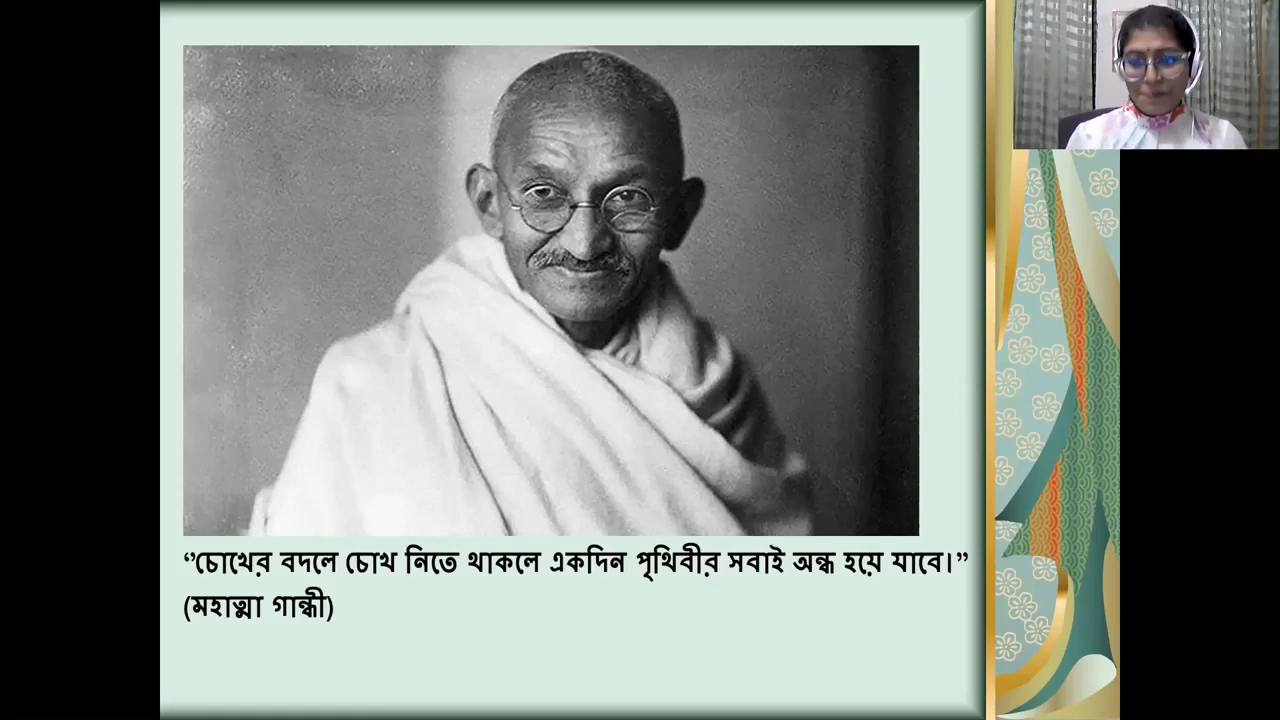 “চোখের বদলে চোখ নিতে থাকলে একদিন পৃথিবীর সবাই অন্ধ হয়ে যাবে।”
(মহাত্মা গান্ধী)